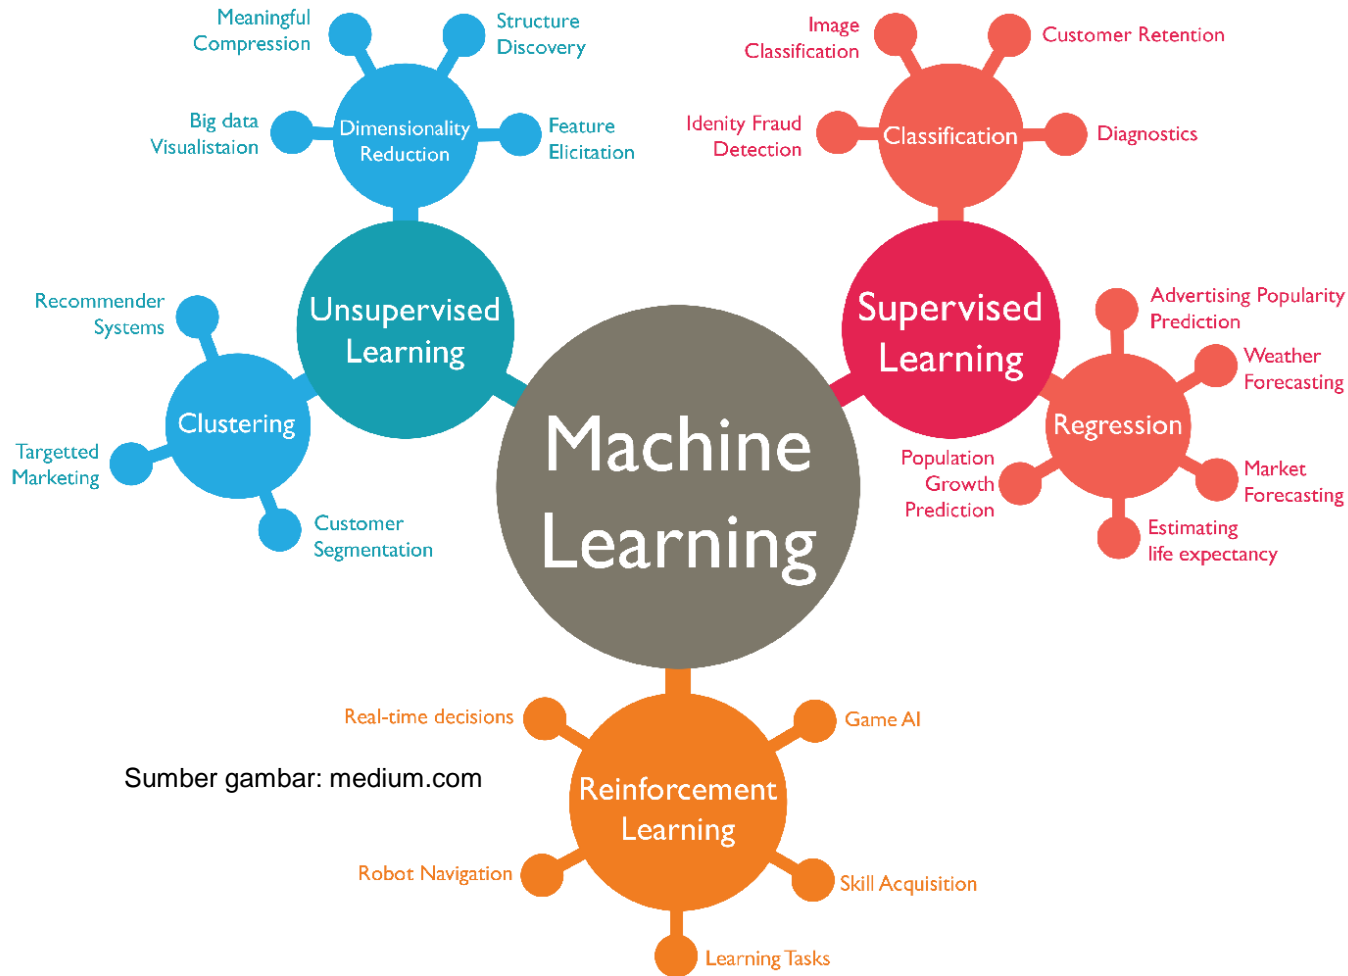 Meaningful
Compression
Structure
Discovery
Big data
Visualistaion
Dimensionality
Reduction
Feature
Elicitation
Image
Classification
Customer Retention
Idenity Fraud
Detection
Classification
Diagnostics
Unsupervised
Learning
Supervised
Learning
Recommender
Systems
Clustering
Targetted
Marketing
Customer
Segmentation
Advertising Popularity
Prediction
Weather
Forecasting
Regression
Population
Growth
Prediction
Market
Forecasting
Estimating
life expectancy
Machine
Learning
Real-time decisions
Game AI
Sumber gambar: medium.com
Reinforcement
Learning
Robot Navigation
Skill Acquisition
Learning Tasks